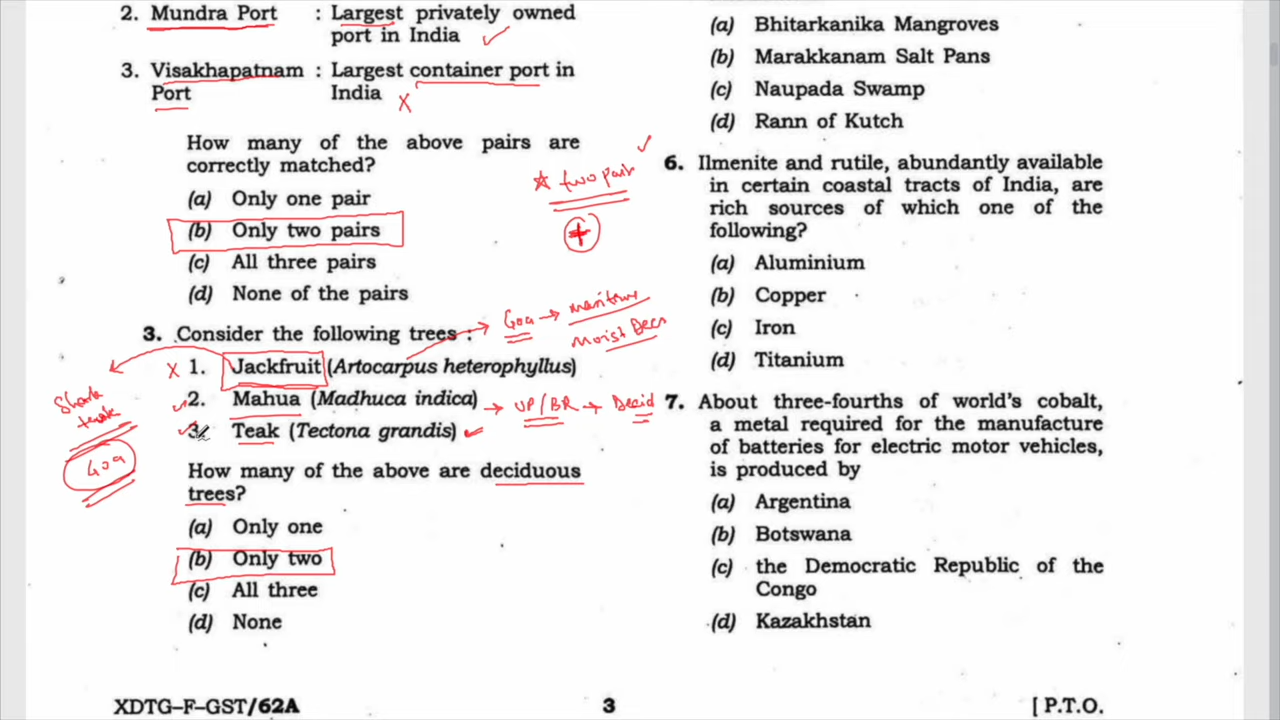 2. Mundra Port : Largest privately owned
port in India
3. Visakhapatnam : Largest container port in
Port India
How many of the above pairs are
correctly matched?
(a) Only one pair
(b) Only two pairs
(c) All three pairs
(d) None of the pairs
3. Consider the following trees :
1. Jackfruit (Artocarpus heterophyllus)
2. Mahua (Madhuca indica)
3. Teak (Tectona grandis)
How many of the above are deciduous
trees?
(a) Only one
(b) Only two
(c) All three
(d) None
two part
Goa → maritime
moist Deci
UP/BR → Decid
Shark
tank
Goa
(a) Bhitarkanika Mangroves
(b) Marakkanam Salt Pans
(c) Naupada Swamp
(d) Rann of Kutch
6. Ilmenite and rutile, abundantly available
in certain coastal tracts of India, are
rich sources of which one of the
following?
(a) Aluminium
(b) Copper
(c) Iron
(d) Titanium
7. About three-fourths of world's cobalt,
a metal required for the manufacture
of batteries for electric motor vehicles,
is produced by
(a) Argentina
(b) Botswana
(c) the Democratic Republic of the
Congo
(d) Kazakhstan
XDTG-F-GST/62A 3 [ P.T.O.